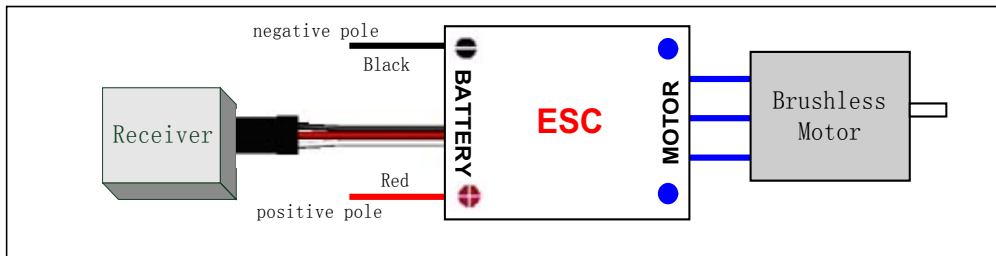 negative pole
Black
Receiver
BATTERY
Red
positive pole
ESC
MOTOR
Brushless
Motor